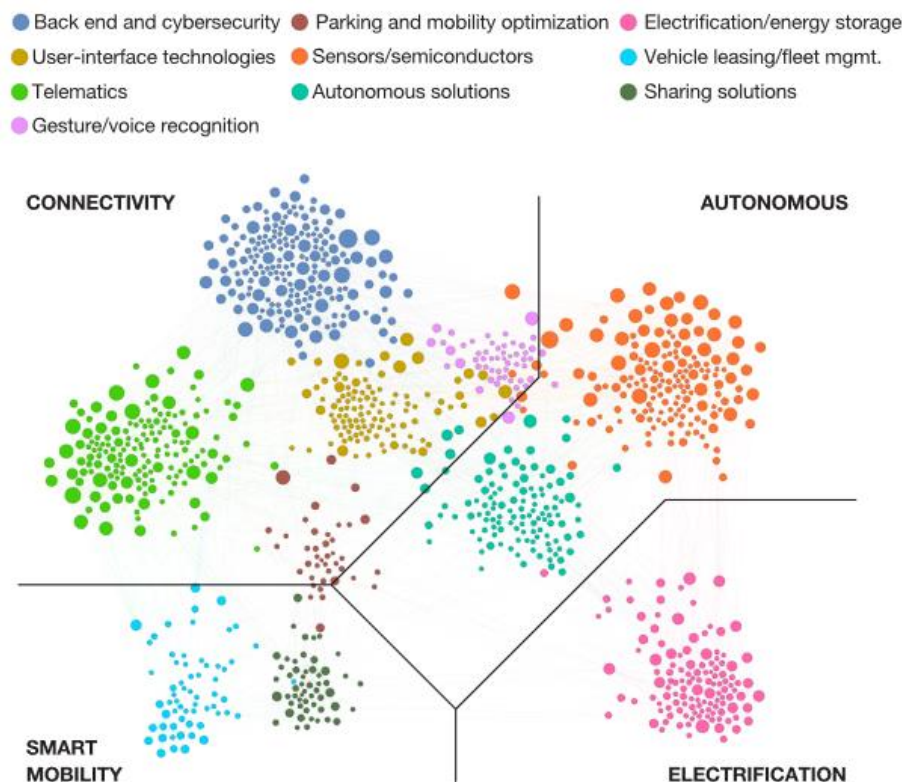 Back end and cybersecurity
Parking and mobility optimization
Electrification/energy storage
User-interface technologies
Sensors/semiconductors
Vehicle leasing/fleet mgmt.
Telematics
Autonomous solutions
Sharing solutions
Gesture/voice recognition
CONNECTIVITY
AUTONOMOUS
SMART
MOBILITY
ELECTRIFICATION